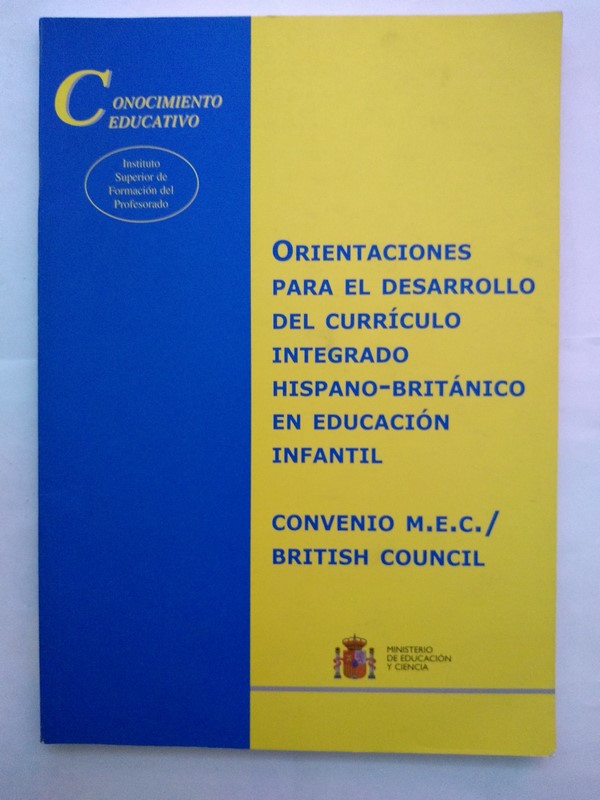 CONOCIMIENTO
EDUCATIVO
Instituto
Superior de
Formación del
Profesorado
ORIENTACIONES
PARA EL DESARROLLO
DEL CURRÍCULO
INTEGRADO
HISPANO-BRITÁNICO
EN EDUCACIÓN
INFANTIL
CONVENIO M.E.C./
BRITISH COUNCIL
MINISTERIO
DE EDUCACIÓN
Y CIENCIA